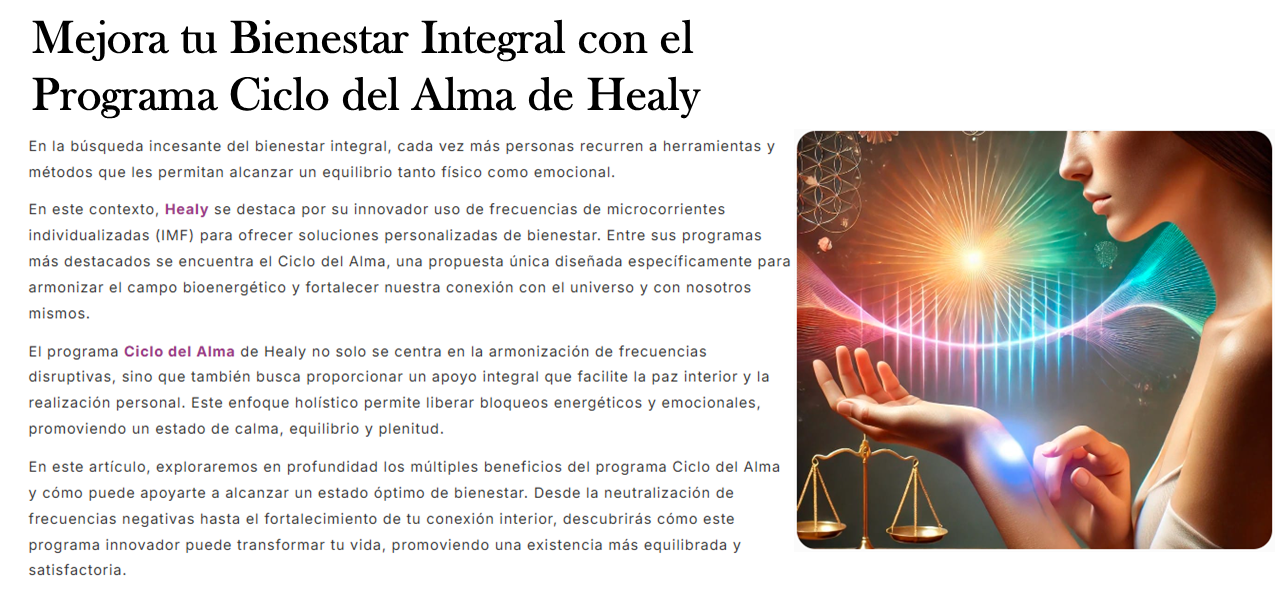 Mejora tu Bienestar Integral con el
Programa Ciclo del Alma de Healy
En la búsqueda incesante del bienestar integral, cada vez más personas recurren a herramientas y
métodos que les permitan alcanzar un equilibrio tanto físico como emocional.
En este contexto, Healy se destaca por su innovador uso de frecuencias de microcorrientes
individualizadas (IMF) para ofrecer soluciones personalizadas de bienestar. Entre sus programas
más destacados se encuentra el Ciclo del Alma, una propuesta única diseñada específicamente para
armonizar el campo bioenergético y fortalecer nuestra conexión con el universo y con nosotros
mismos.
El programa Ciclo del Alma de Healy no solo se centra en la armonización de frecuencias
disruptivas, sino que también busca proporcionar un apoyo integral que facilite la paz interior y la
realización personal. Este enfoque holístico permite liberar bloqueos energéticos y emocionales,
promoviendo un estado de calma, equilibrio y plenitud.
En este artículo, exploraremos en profundidad los múltiples beneficios del programa Ciclo del Alma
y cómo puede apoyarte a alcanzar un estado óptimo de bienestar. Desde la neutralización de
frecuencias negativas hasta el fortalecimiento de tu conexión interior, descubrirás cómo este
programa innovador puede transformar tu vida, promoviendo una existencia más equilibrada y
satisfactoria.